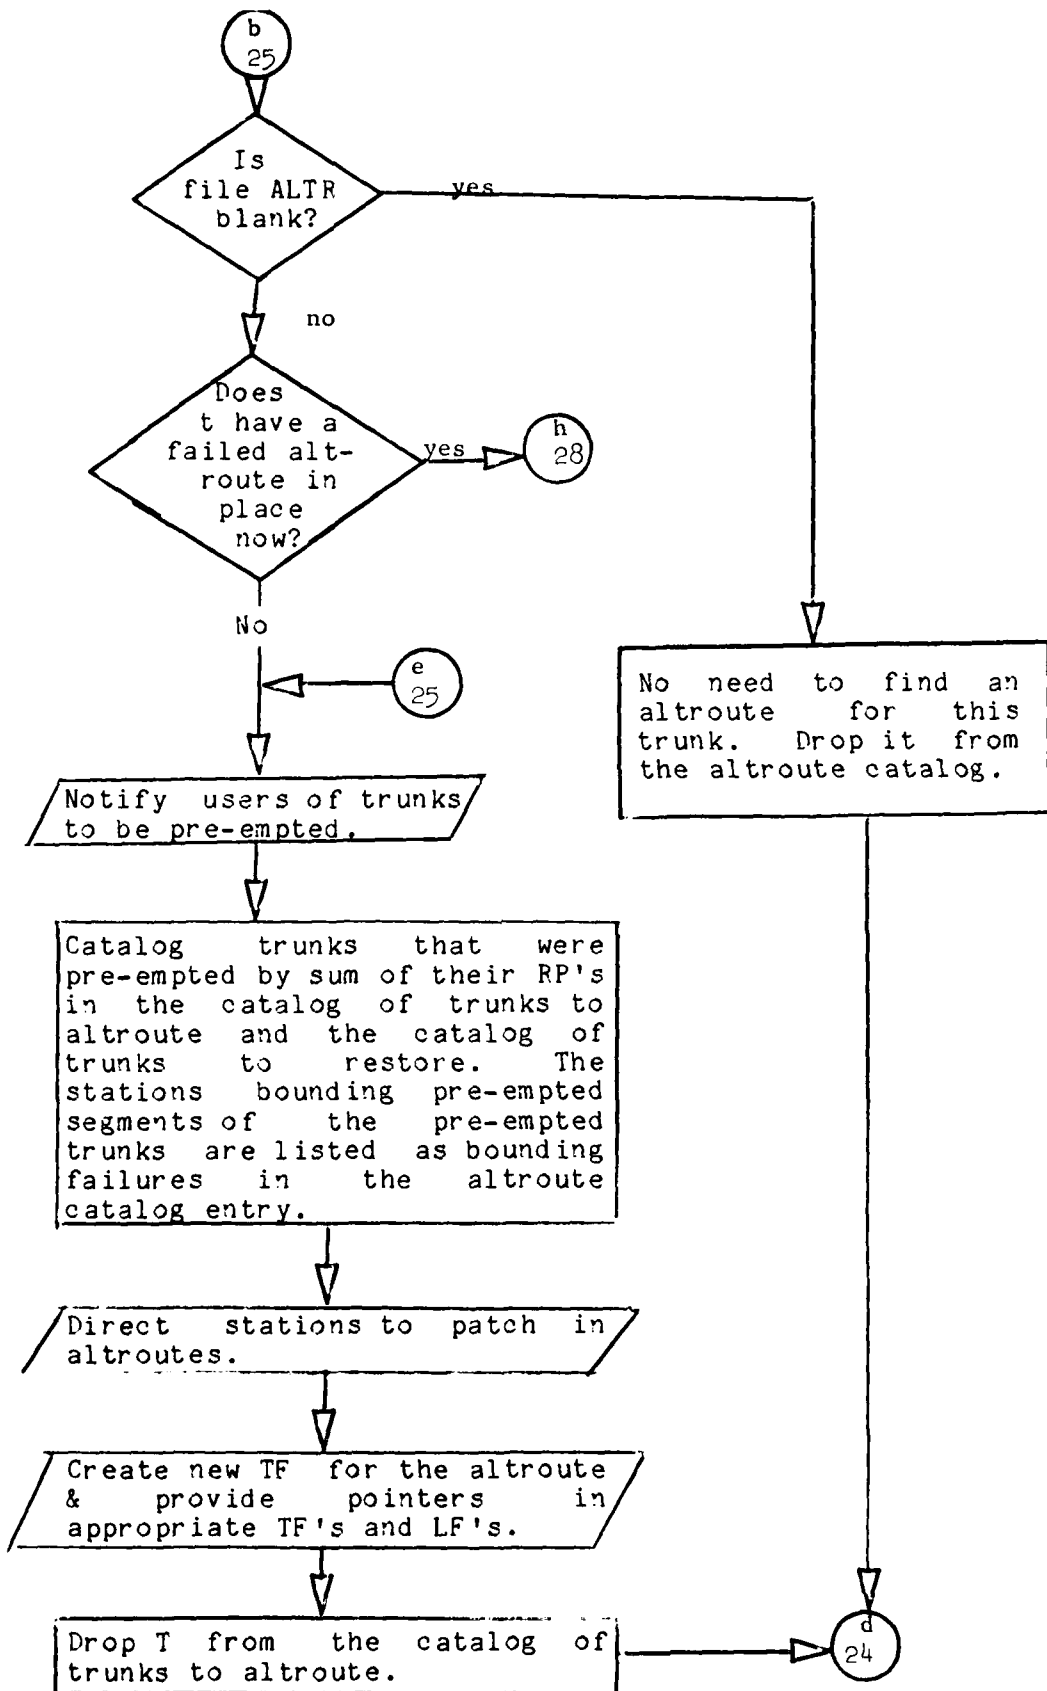 b
25
Is
file ALTR
blank?
yes
no
Does
t have a
failed alt-
route in
place
now?
yes
h
28
No
e
25
No need to find an
altroute for this
trunk. Drop it from
the altroute catalog.
Notify users of trunks
to be pre-empted.
Catalog trunks that were
pre-empted by sum of their RP's
in the catalog of trunks to
altroute and the catalog of
trunks to restore. The
stations bounding pre-empted
segments of the pre-empted
trunks are listed as bounding
failures in the altroute
catalog entry.
Direct stations to patch in
altroutes.
Create new TF for the altroute
& provide pointers in
appropriate TF's and LF's.
Drop T from the catalog of
trunks to altroute.
d
24